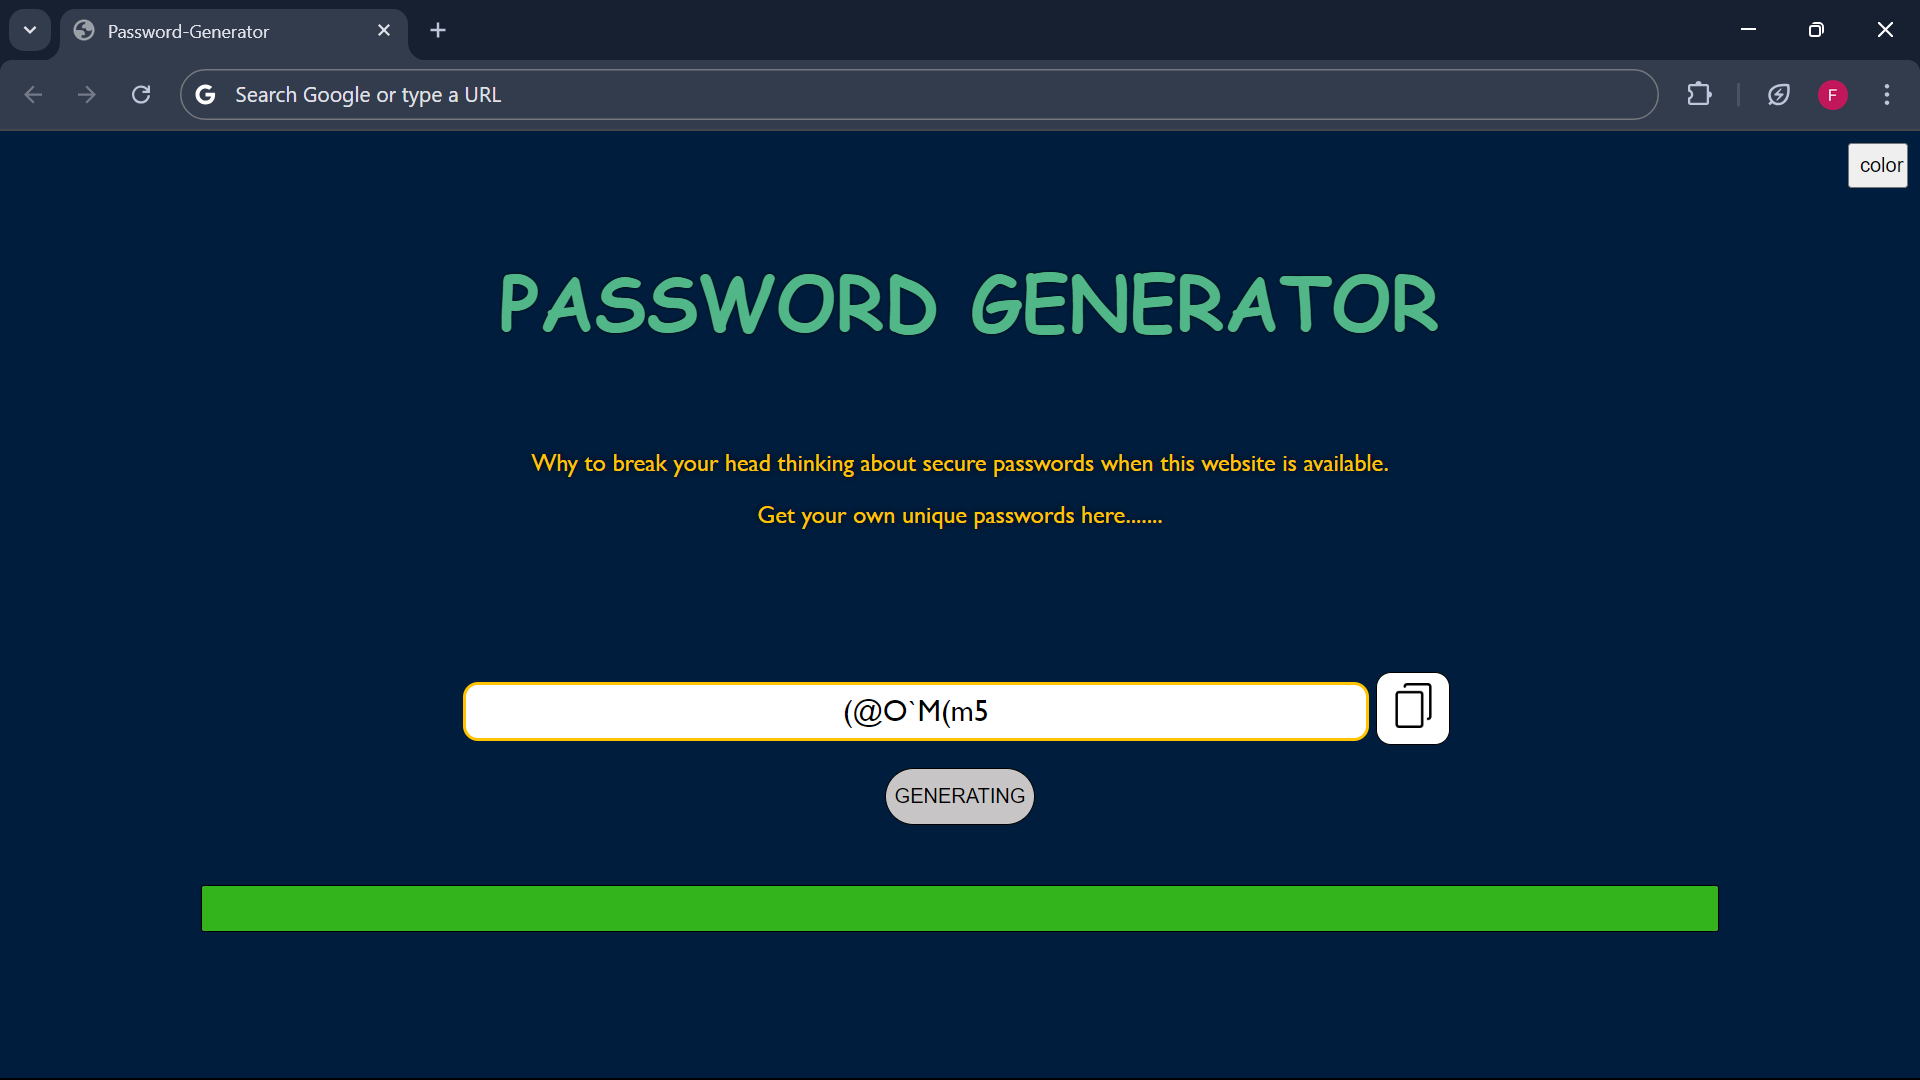 Password-Generator
Search Google or type a URL
F
color
PASSWORD GENERATOR
Why to break your head thinking about secure passwords when this website is available.
Get your own unique passwords here.......
(@O`M(m5
GENERATING